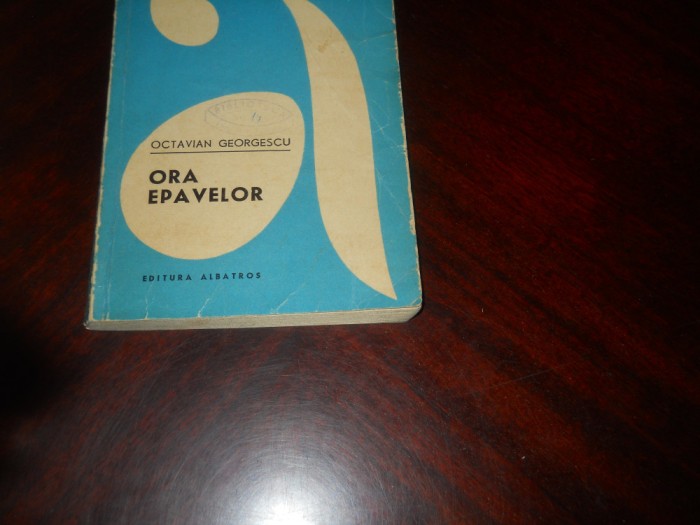 OCTAVIAN GEORGESCU
ORA
EPAVELOR
EDITURA ALBATROS